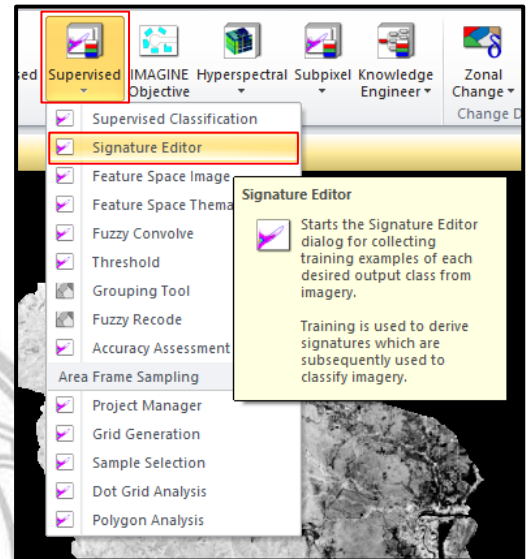 sed Supervised IMAGINE Hyperspectral Subpixel Knowledge Zonal
Objective Engineer Change
Change D
Supervised Classification
Signature Editor
Feature Space Image
Feature Space Thema
Fuzzy Convolve
Threshold
Grouping Tool
Fuzzy Recode
Accuracy Assessment
Area Frame Sampling
Project Manager
Grid Generation
Sample Selection
Dot Grid Analysis
Polygon Analysis
Signature Editor
Starts the Signature Editor
dialog for collecting
training examples of each
desired output class from
imagery.
Training is used to derive
signatures which are
subsequently used to
classify imagery.